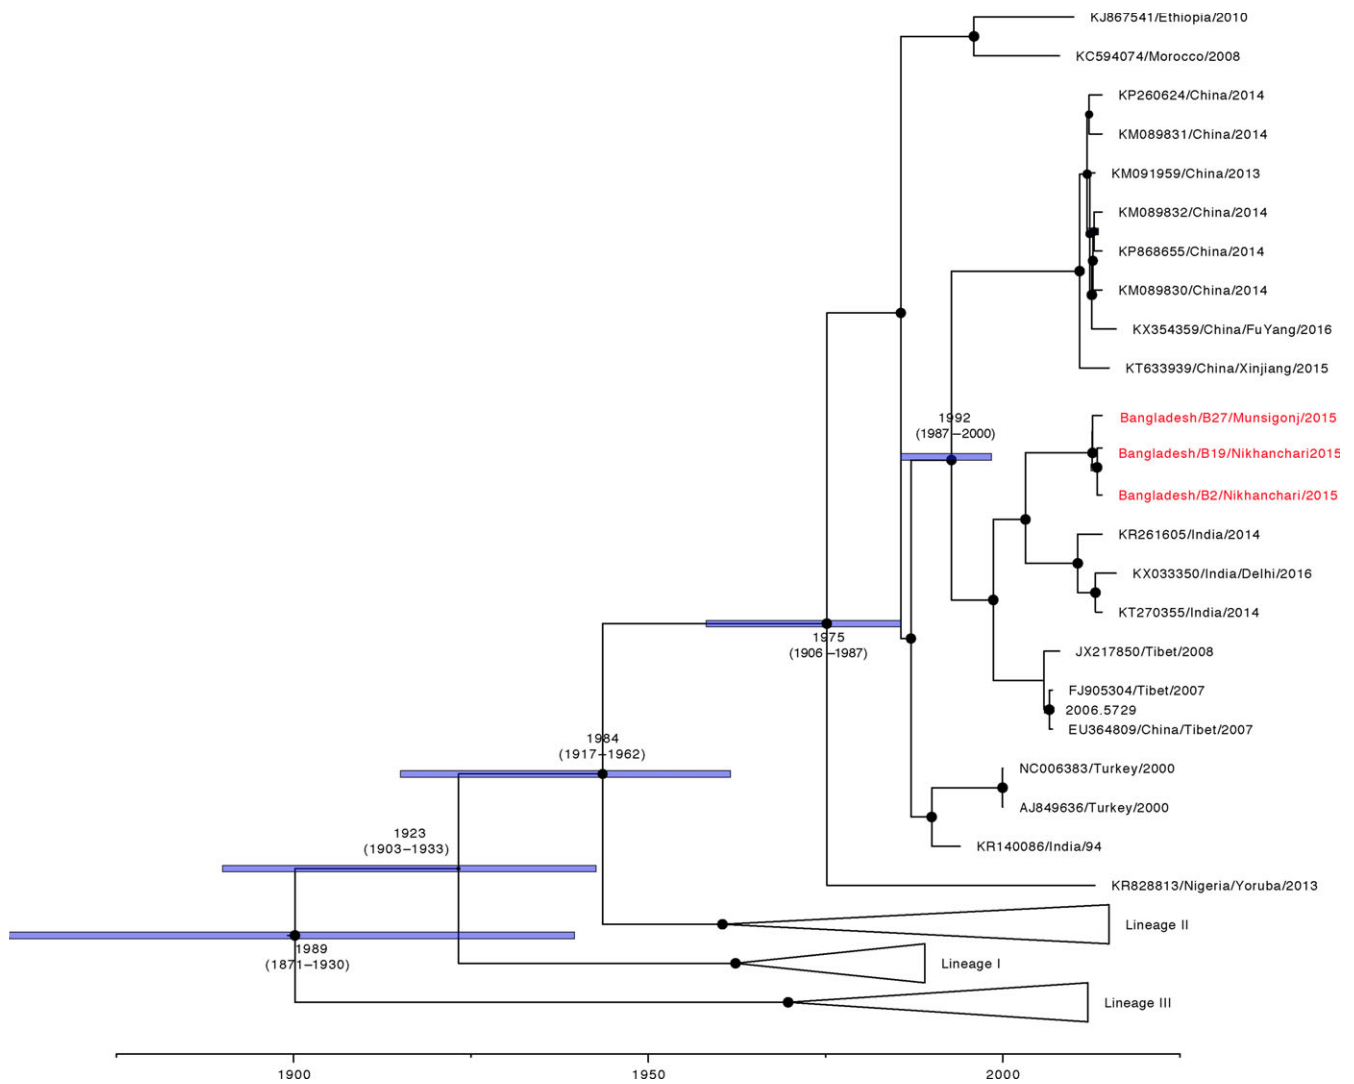 KJ867541/Ethiopia/2010
KC594074/Morocco/2008
KP260624/China/2014
KM089831/China/2014
KM091959/China/2013
KM089832/China/2014
KP868655/China/2014
KM089830/China/2014
KX354359/China/FuYang/2016
KT633939/China/Xinjiang/2015
1992
(1987–2000)
Bangladesh/B27/Munsigonj/2015
Bangladesh/B19/Nikhanchari2015
Bangladesh/B2/Nikhanchari/2015
KR261605/India/2014
KX033350/India/Delhi/2016
KT270355/India/2014
1975
(1906–1987)
JX217850/Tibet/2008
FJ905304/Tibet/2007
2006.5729
EU364809/China/Tibet/2007
1984
(1917–1962)
NC006383/Turkey/2000
AJ849636/Turkey/2000
1923
(1903–1933)
KR140086/India/94
KR828813/Nigeria/Yoruba/2013
Lineage II
1989
(1871–1930)
Lineage I
Lineage III
1900 1950 2000